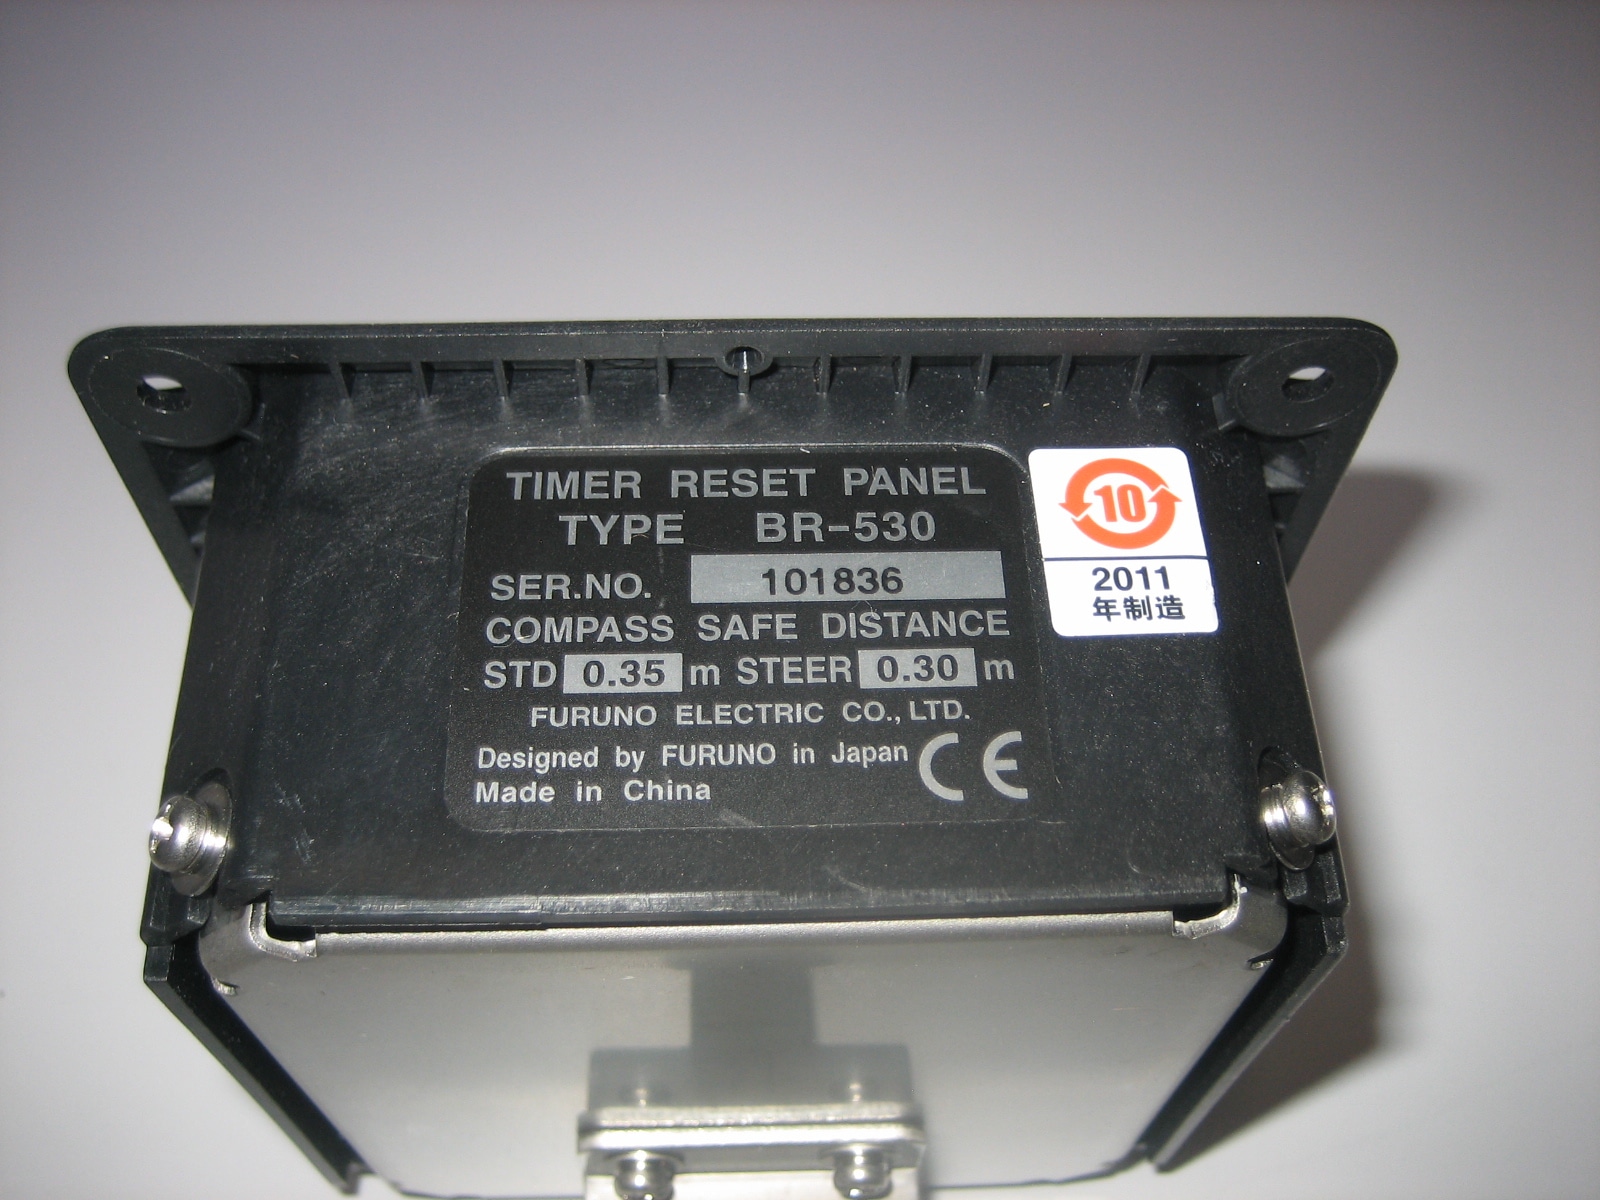 TIMER RESET PANEL
TYPE BR-530
SER.NO. 101836
COMPASS SAFE DISTANCE
STD 0.35 m STEER 0.30 m
FURUNO ELECTRIC CO., LTD.
Designed by FURUNO in Japan
Made in China
CE
10
2011
年制造